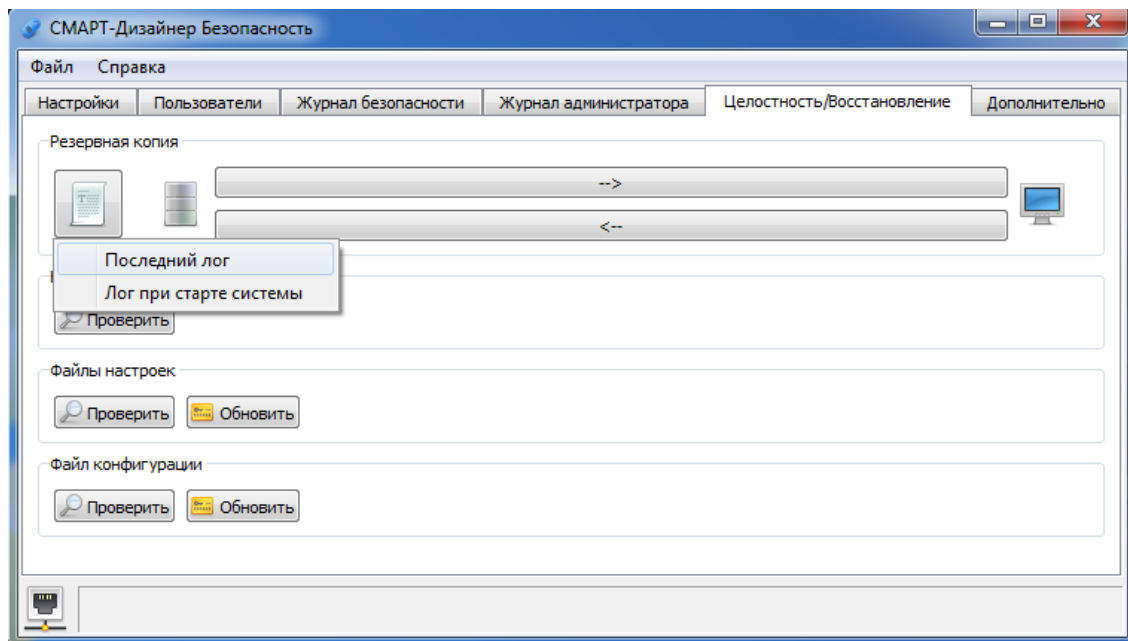 СМАРТ-Дизайнер Безопасность
Файл Справка
Настройки Пользователи Журнал безопасности Журнал администратора Целостность/Восстановление Дополнительно
Резервная копия
-->
<--
Последний лог
Лог при старте системы
Проверить
Файлы настроек
Проверить Обновить
Файл конфигурации
Проверить Обновить